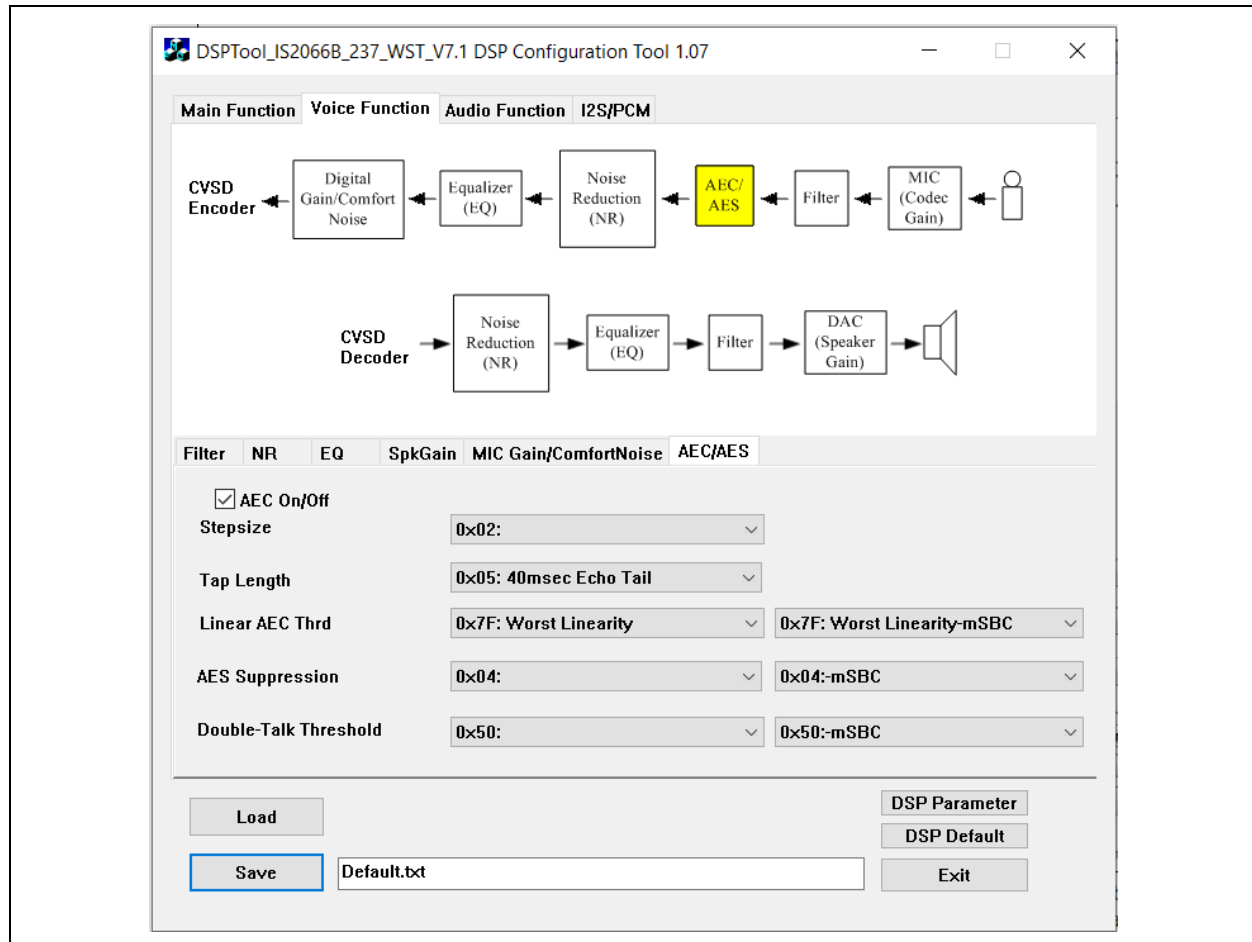 DSPTool_IS2066B_237_WST_V7.1 DSP Configuration Tool 1.07
Main Function Voice Function Audio Function I2S/PCM
CVSD
Encoder
Digital
Gain/Comfort
Noise
Equalizer
(EQ)
Noise
Reduction
(NR)
AEC/
AES
Filter
MIC
(Codec
Gain)
CVSD
Decoder
Noise
Reduction
(NR)
Equalizer
(EQ)
Filter
DAC
(Speaker
Gain)
Filter NR EQ SpkGain MIC Gain/ComfortNoise AEC/AES
AEC On/Off
Stepsize 0x02:
Tap Length 0x05: 40msec Echo Tail
Linear AEC Thrd 0x7F: Worst Linearity 0x7F: Worst Linearity-mSBC
AES Suppression 0x04: 0x04:-mSBC
Double-Talk Threshold 0x50: 0x50:-mSBC
Load
DSP Parameter
DSP Default
Save Default.txt Exit